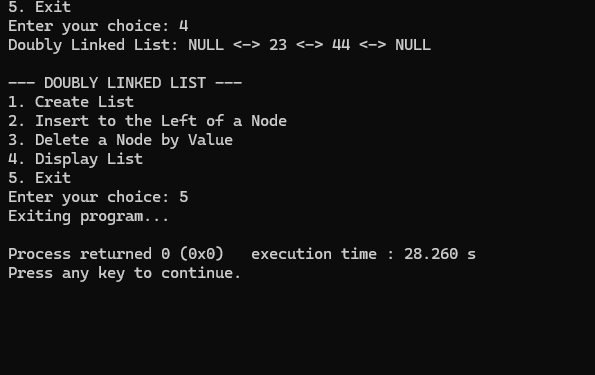 5. Exit
Enter your choice: 4
Doubly Linked List: NULL <-> 23 <-> 44 <-> NULL
--- DOUBLY LINKED LIST ---
1. Create List
2. Insert to the Left of a Node
3. Delete a Node by Value
4. Display List
5. Exit
Enter your choice: 5
Exiting program...
Process returned 0 (0x0)   execution time : 28.260 s
Press any key to continue.